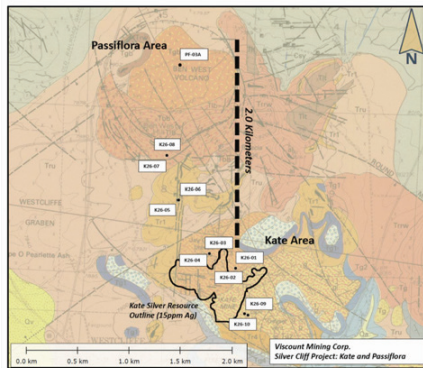 Passiflora Area
N
PF-03A
WEST
VOLCANO
2.0 Kilometers
K26-08
K26-07
K26-06
K26-05
WESTCLIFFE
GRABEN
Kate Area
K26-03
K26-04
K26-01
K26-02
Kate Silver Resource
Outline (15ppm Ag)
K26-09
K26-10
0.0 km
0.5 km
1.0 km
1.5 km
2.0 km
Viscount Mining Corp.
Silver Cliff Project: Kate and Passiflora